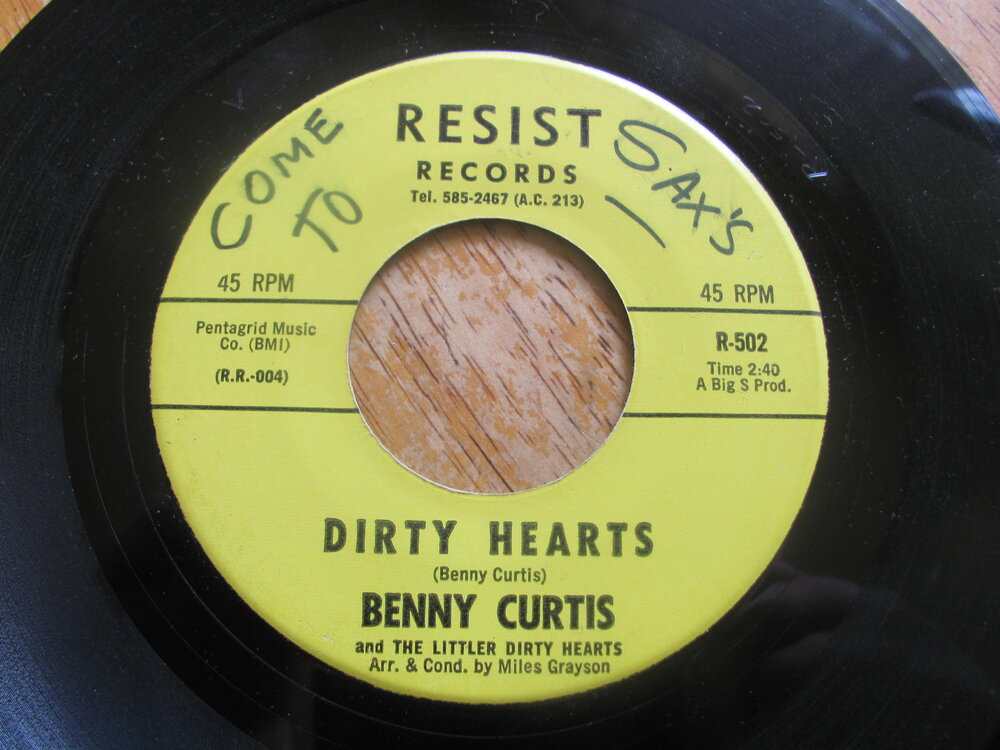 COME
TO
SAX'S
RESIST
RECORDS
Tel. 585-2467 (A.C. 213)
45 RPM
45 RPM
Pentagrid Music
Co. (BMI)
(R.R.-004)
R-502
Time 2:40
A Big S Prod.
DIRTY HEARTS
(Benny Curtis)
BENNY CURTIS
and THE LITTLER DIRTY HEARTS
Arr. & Cond. by Miles Grayson